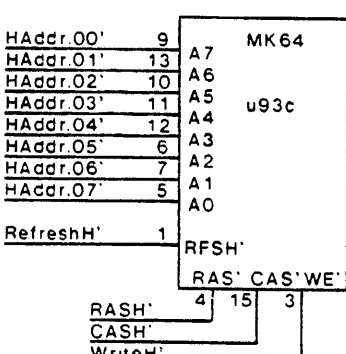 HAddr.00' 9 A7 MK64
HAddr.01' 13 A6
HAddr.02' 10 A5 u93c
HAddr.03' 11 A4
HAddr.04' 12 A3
HAddr.05' 6 A2
HAddr.06' 7 A1
HAddr.07' 5 A0
RefreshH' 1 RFSH'
RAS' CAS' WE'
4 15 3
RASH'
CASH'
WriteH'